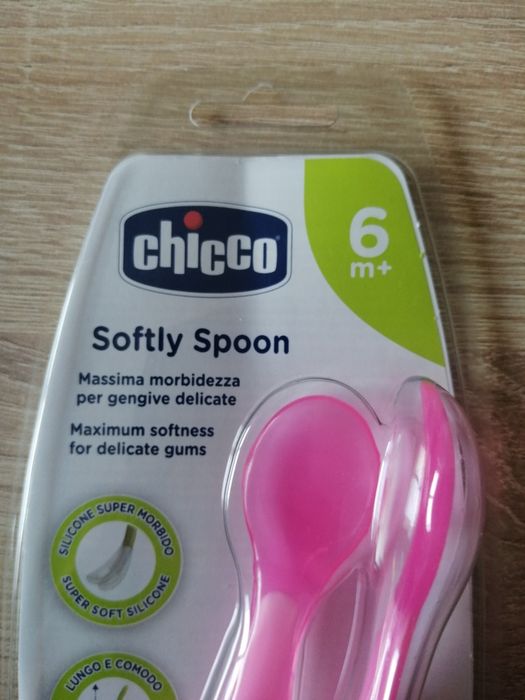 chicco
6
m+
Softly Spoon
Massima morbidezza
per gengive delicate
Maximum softness
for delicate gums
SILICONE SUPER MORBIDO
SUPER SOFT SILICONE
LUNGO E COMODO